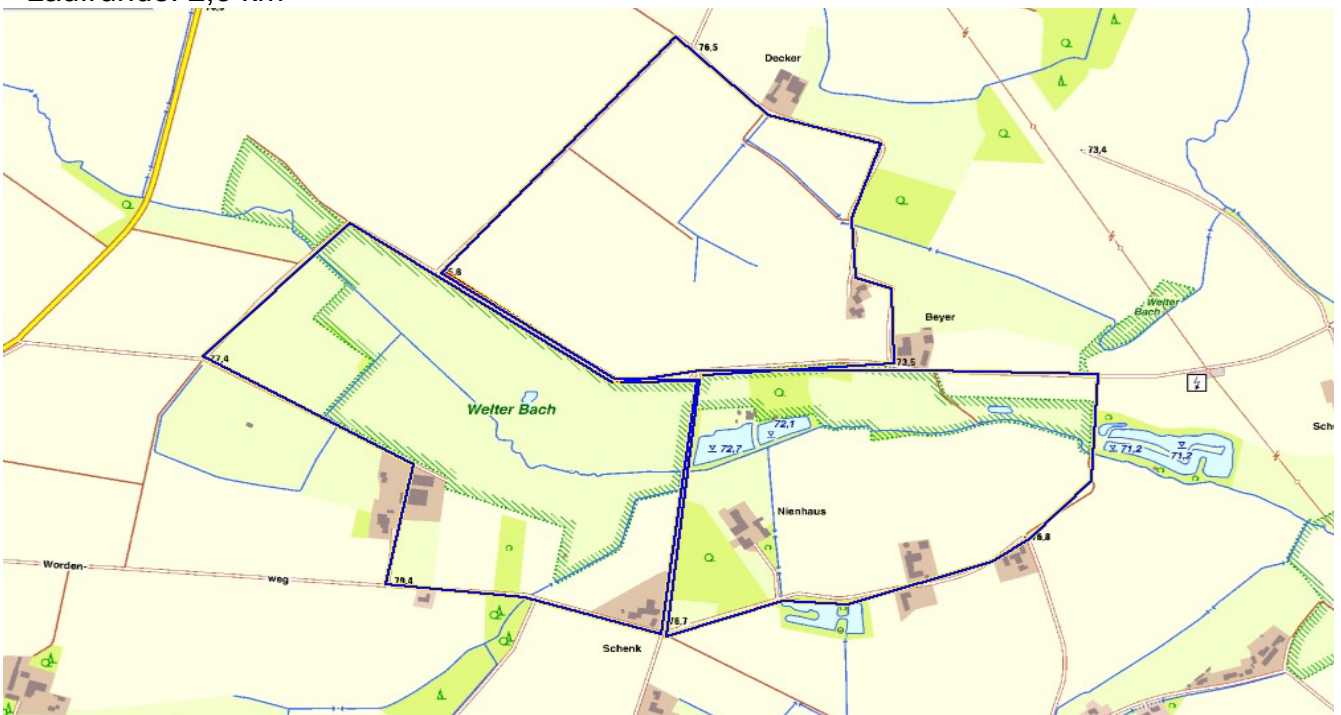 76,5
Decker
73,4
5,8
Welter
Bach
Beyer
77,4
73,5
Welter Bach
72,1
72,7
71,2
71,2
Nienhaus
76,8
Worden-
weg
79,4
76,7
Schenk